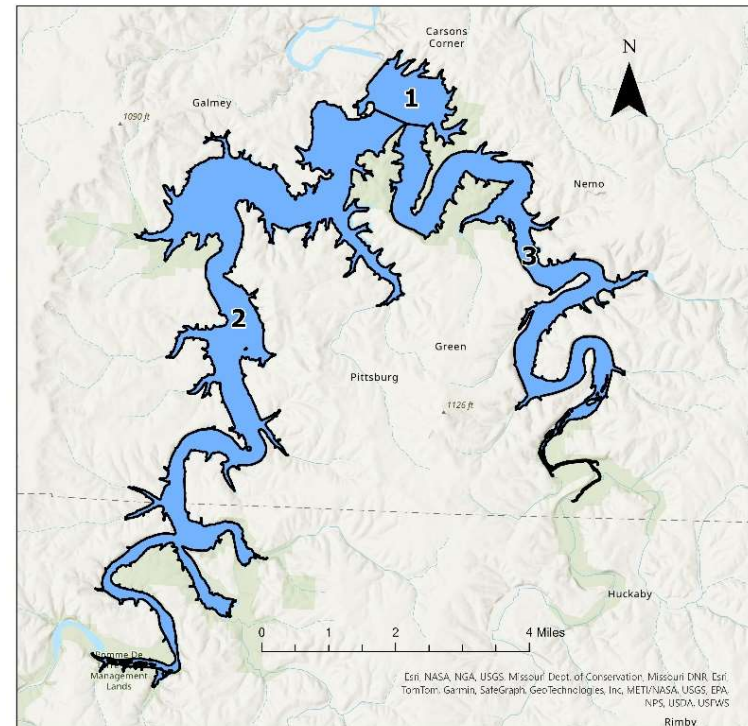 Carsons
Corner
N
1
Galmey
1090 ft
Nemo
3
2
Green
Pittsburg
1126 ft
Huckaby
0 1 2 4 Miles
Pomme De
Management
Lands
Esri, NASA, NGA, USGS, Missouri Dept. of Conservation, Missouri DNR, Esri,
TomTom, Garmin, SafeGraph, GeoTechnologies, Inc, METI/NASA, USGS, EPA,
NPS, USDA, USFWS
Rimby